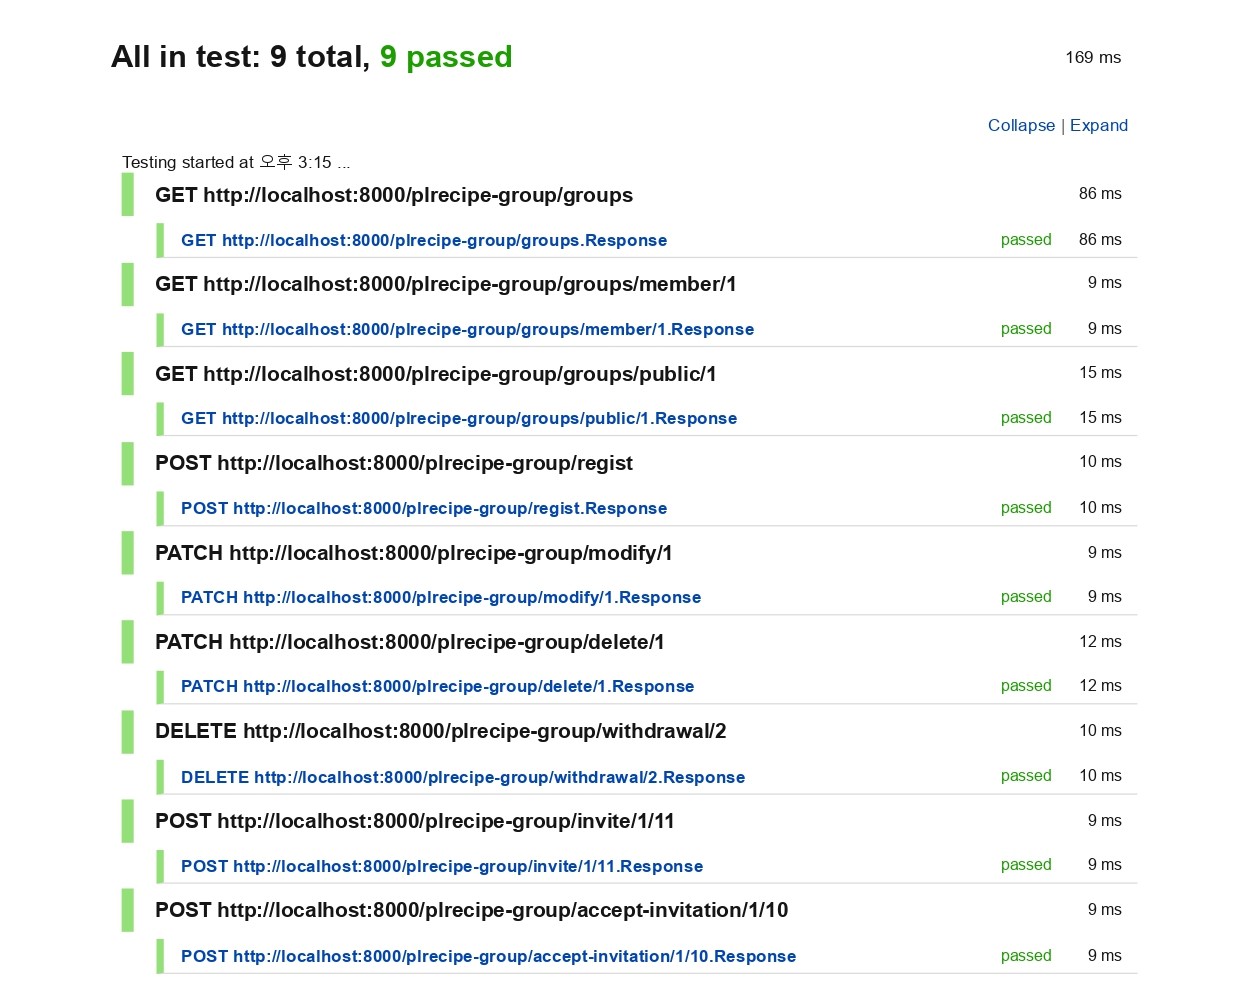 All in test: 9 total, 9 passed 169 ms
Collapse | Expand
Testing started at 오후 3:15 ...
GET http://localhost:8000/plrecipe-group/groups 86 ms
GET http://localhost:8000/plrecipe-group/groups.Response passed 86 ms
GET http://localhost:8000/plrecipe-group/groups/member/1 9 ms
GET http://localhost:8000/plrecipe-group/groups/member/1.Response passed 9 ms
GET http://localhost:8000/plrecipe-group/groups/public/1 15 ms
GET http://localhost:8000/plrecipe-group/groups/public/1.Response passed 15 ms
POST http://localhost:8000/plrecipe-group/regist 10 ms
POST http://localhost:8000/plrecipe-group/regist.Response passed 10 ms
PATCH http://localhost:8000/plrecipe-group/modify/1 9 ms
PATCH http://localhost:8000/plrecipe-group/modify/1.Response passed 9 ms
PATCH http://localhost:8000/plrecipe-group/delete/1 12 ms
PATCH http://localhost:8000/plrecipe-group/delete/1.Response passed 12 ms
DELETE http://localhost:8000/plrecipe-group/withdrawal/2 10 ms
DELETE http://localhost:8000/plrecipe-group/withdrawal/2.Response passed 10 ms
POST http://localhost:8000/plrecipe-group/invite/1/11 9 ms
POST http://localhost:8000/plrecipe-group/invite/1/11.Response passed 9 ms
POST http://localhost:8000/plrecipe-group/accept-invitation/1/10 9 ms
POST http://localhost:8000/plrecipe-group/accept-invitation/1/10.Response passed 9 ms